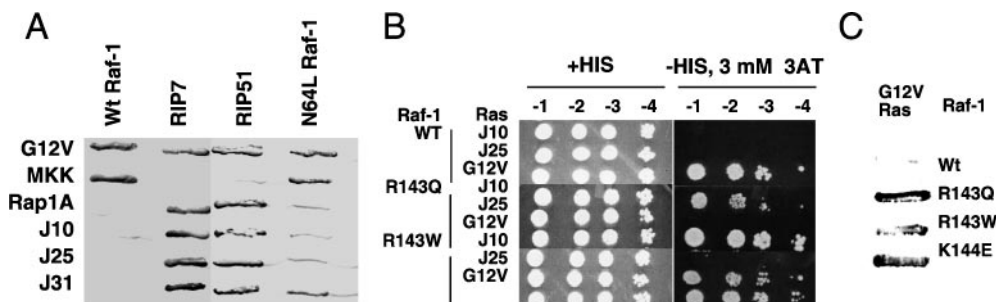 A
Wt Raf-1
RIP7
RIP51
N64L Raf-1
G12V
MKK
Rap1A
J10
J25
J31
B
+HIS
-HIS, 3 mM 3AT
-1 -2 -3 -4 -1 -2 -3 -4
Raf-1 Ras
WT J10
J25
G12V
R143Q J10
J25
G12V
R143W J10
J25
G12V
C
G12V
Ras Raf-1
Wt
R143Q
R143W
K144E